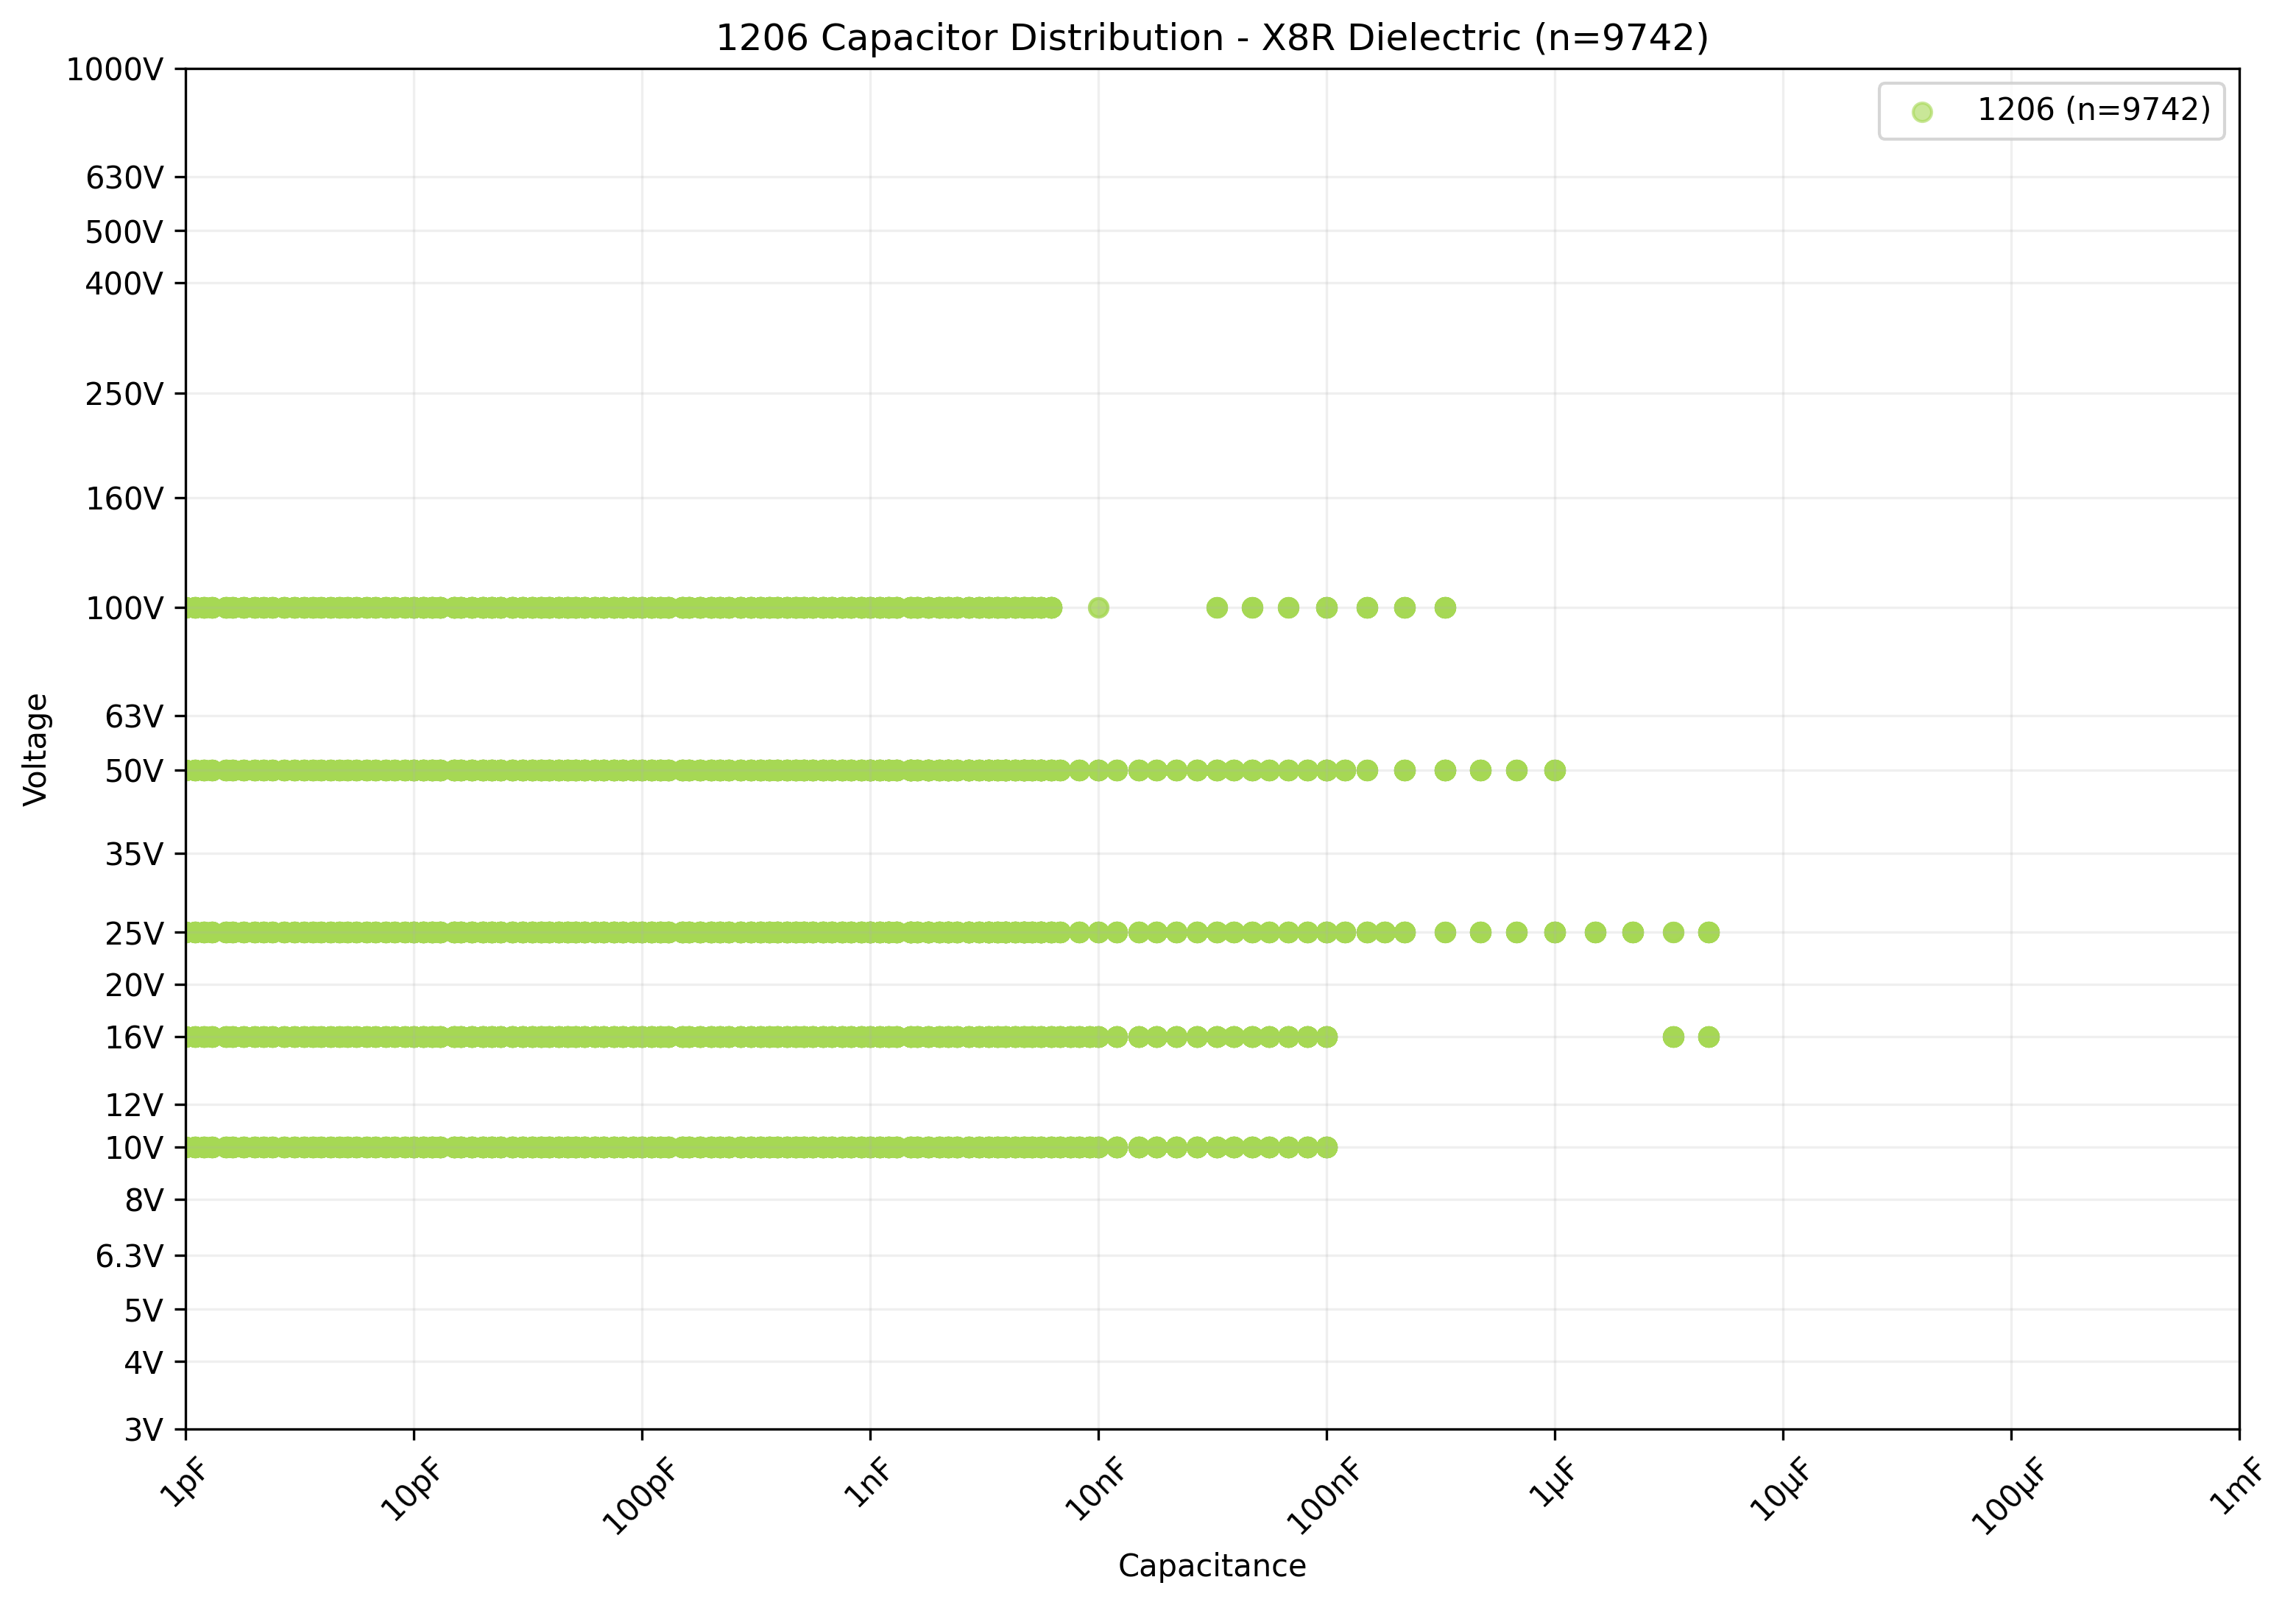 1206 Capacitor Distribution - X8R Dielectric (n=9742)
1206 (n=9742)
1000V
630V
500V
400V
250V
160V
100V
63V
50V
35V
25V
20V
16V
12V
10V
8V
6.3V
5V
4V
3V
Voltage
1pF
10pF
100pF
1nF
10nF
100nF
1μF
10μF
100μF
1mF
Capacitance